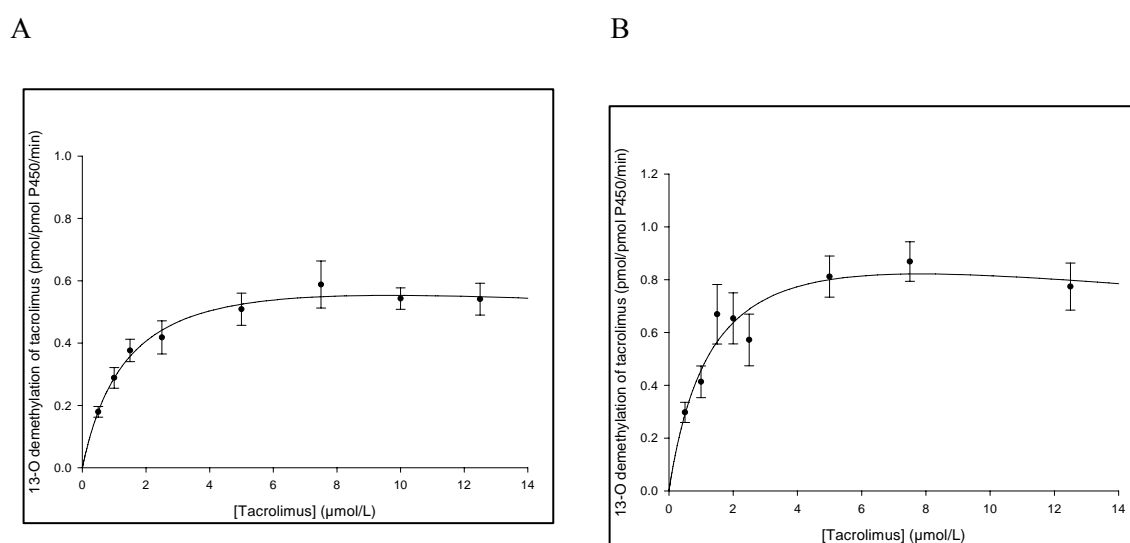 A
B
13-O demethylation of tacrolimus (pmol/pmol P450/min)
1.0
0.8
0.6
0.4
0.2
0.0
0 2 4 6 8 10 12 14
[Tacrolimus] (µmol/L)
13-O demethylation of tacrolimus (pmol/pmol P450/min)
1.2
1.0
0.8
0.6
0.4
0.2
0.0
0 2 4 6 8 10 12 14
[Tacrolimus] (µmol/L)